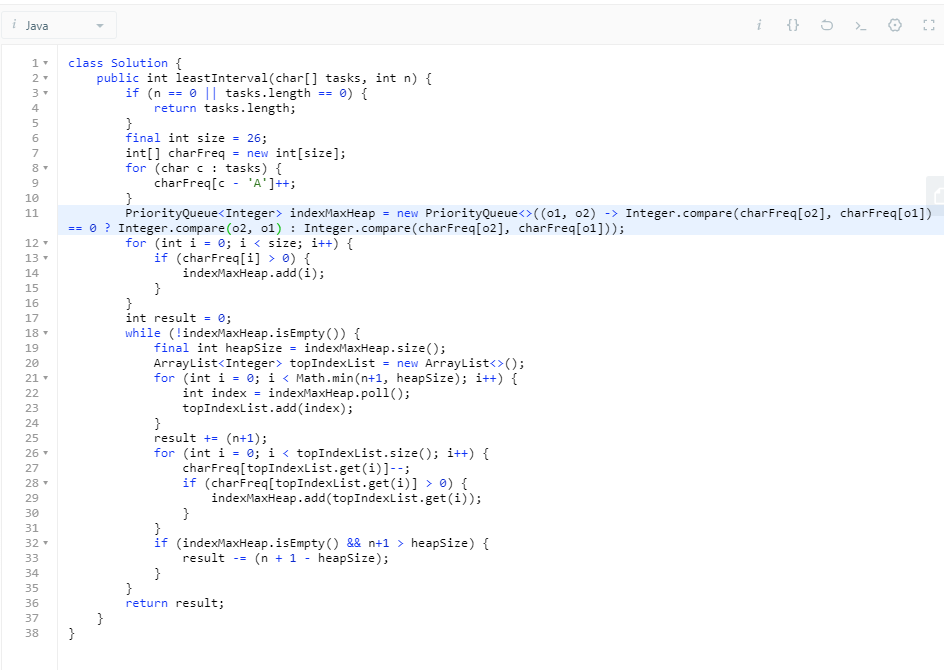 i Java
i {} >_
1 class Solution {
2 public int leastInterval(char[] tasks, int n) {
3 if (n == 0 || tasks.length == 0) {
4 return tasks.length;
5 }
6 final int size = 26;
7 int[] charFreq = new int[size];
8 for (char c : tasks) {
9 charFreq[c - 'A']++;
10 }
11 PriorityQueue<Integer> indexMaxHeap = new PriorityQueue<>((o1, o2) -> Integer.compare(charFreq[o2], charFreq[o1])
== 0 ? Integer.compare(o2, o1) : Integer.compare(charFreq[o2], charFreq[o1]));
12 for (int i = 0; i < size; i++) {
13 if (charFreq[i] > 0) {
14 indexMaxHeap.add(i);
15 }
16 }
17 int result = 0;
18 while (!indexMaxHeap.isEmpty()) {
19 final int heapSize = indexMaxHeap.size();
20 ArrayList<Integer> topIndexList = new ArrayList<>();
21 for (int i = 0; i < Math.min(n+1, heapSize); i++) {
22 int index = indexMaxHeap.poll();
23 topIndexList.add(index);
24 }
25 result += (n+1);
26 for (int i = 0; i < topIndexList.size(); i++) {
27 charFreq[topIndexList.get(i)]--;
28 if (charFreq[topIndexList.get(i)] > 0) {
29 indexMaxHeap.add(topIndexList.get(i));
30 }
31 }
32 if (indexMaxHeap.isEmpty() && n+1 > heapSize) {
33 result -= (n + 1 - heapSize);
34 }
35 }
36 return result;
37 }
38 }